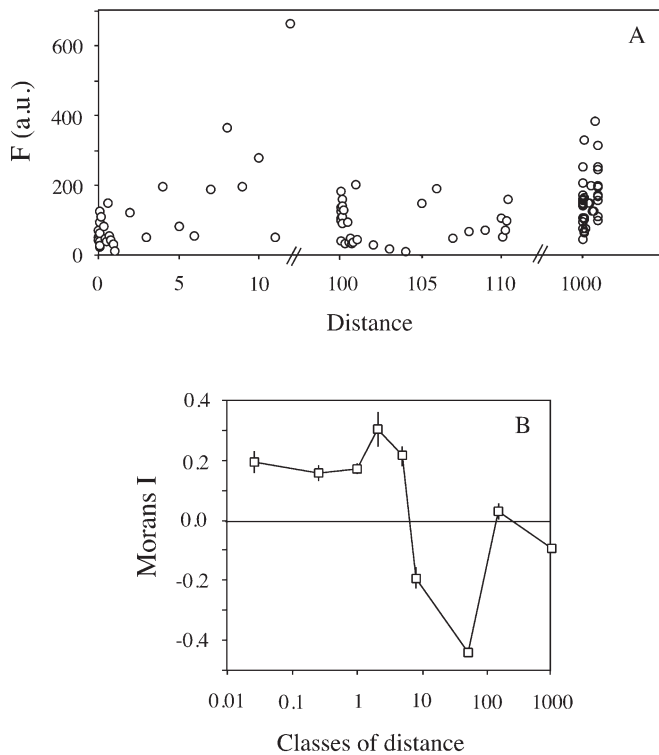 A
600
400
200
0
F (a.u.)
0 5 10 100 105 110 1000
Distance
B
0.4
0.2
0.0
-0.2
-0.4
Morans I
0.01 0.1 1 10 100 1000
Classes of distance